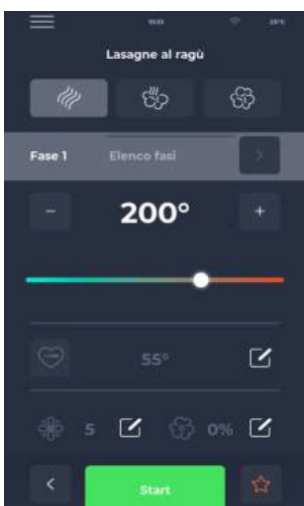 Lasagne al ragù
Fase 1 Elenco fasi >
- 200° +
55°
5 0%
< Start